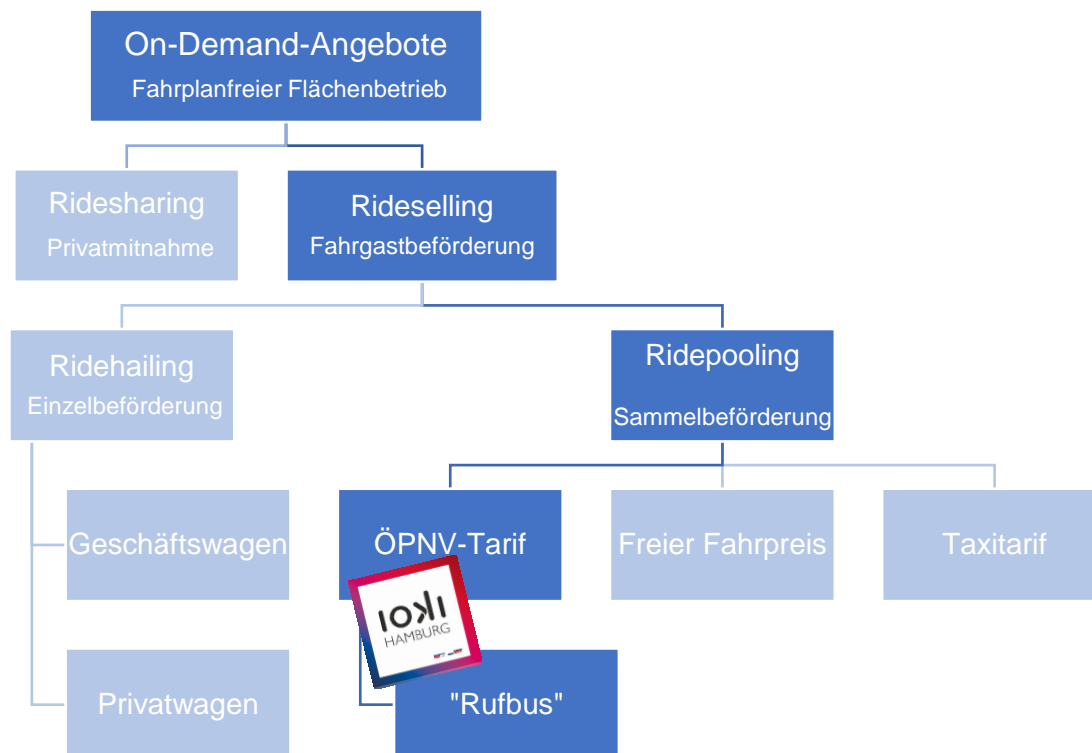 On-Demand-Angebote
Fahrplanfreier Flächenbetrieb
Ridesharing
Privatmitnahme
Rideselling
Fahrgastbeförderung
Ridehailing
Einzelbeförderung
Ridepooling
Sammelbeförderung
Geschäftswagen
ÖPNV-Tarif
Freier Fahrpreis
Taxitarif
ioki
HAMBURG
Privatwagen
"Rufbus"